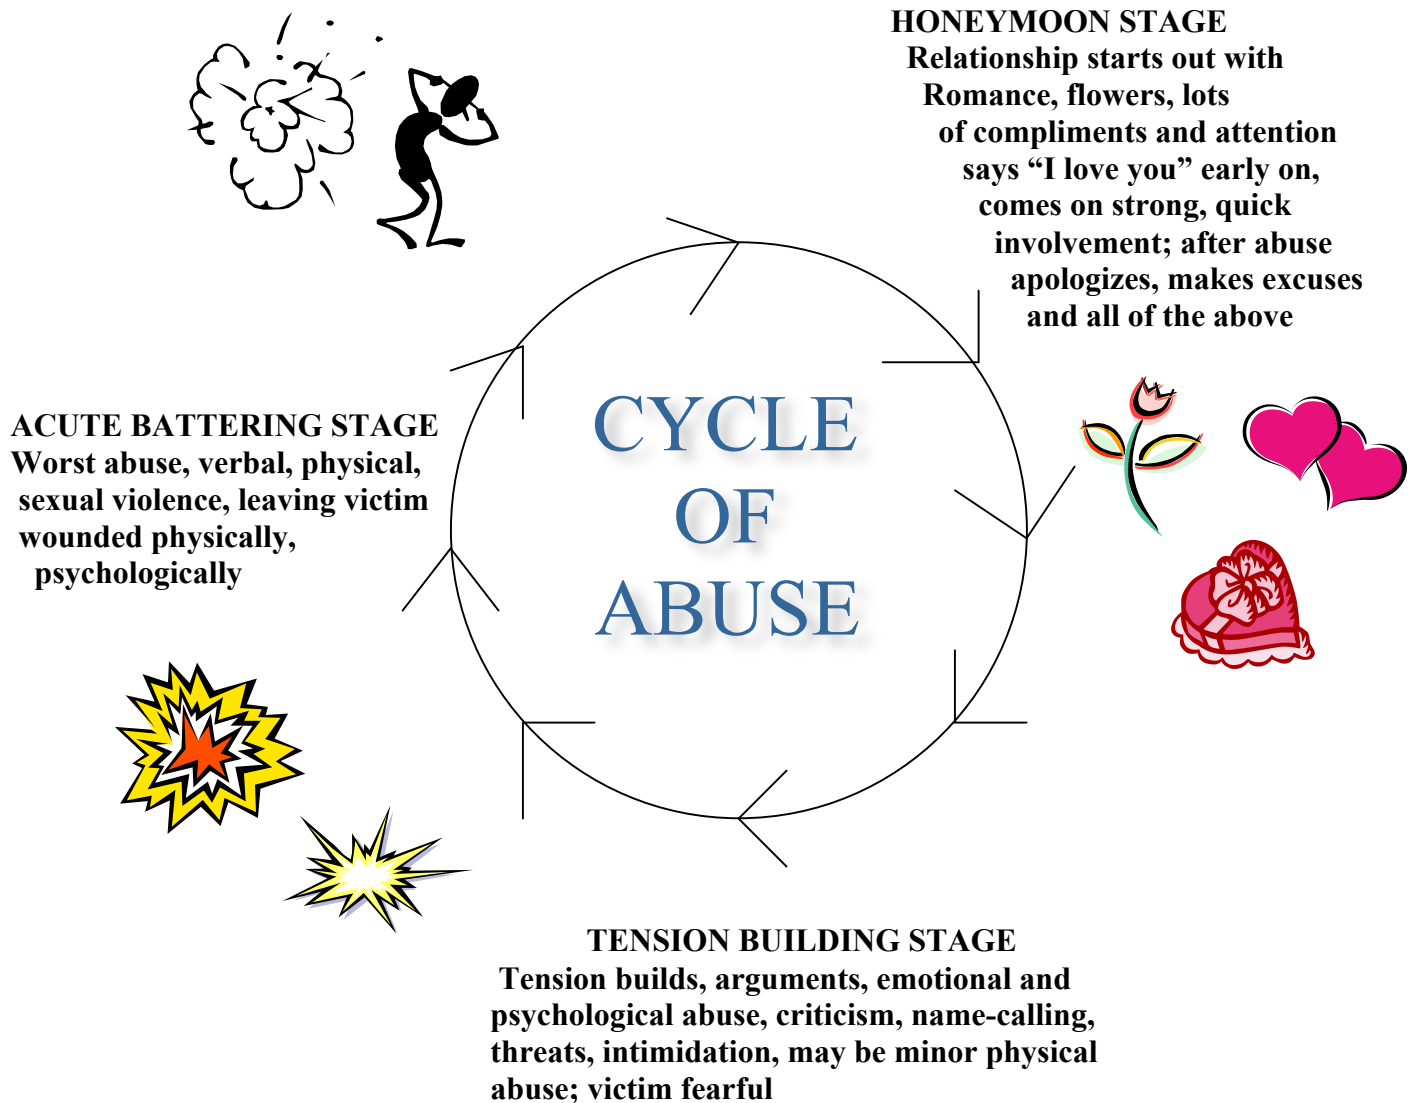 HONEYMOON STAGE
Relationship starts out with
Romance, flowers, lots
of compliments and attention
says “I love you” early on,
comes on strong, quick
involvement; after abuse
apologizes, makes excuses
and all of the above
CYCLE
OF
ABUSE
ACUTE BATTERING STAGE
Worst abuse, verbal, physical,
sexual violence, leaving victim
wounded physically,
psychologically
TENSION BUILDING STAGE
Tension builds, arguments, emotional and
psychological abuse, criticism, name-calling,
threats, intimidation, may be minor physical
abuse; victim fearful